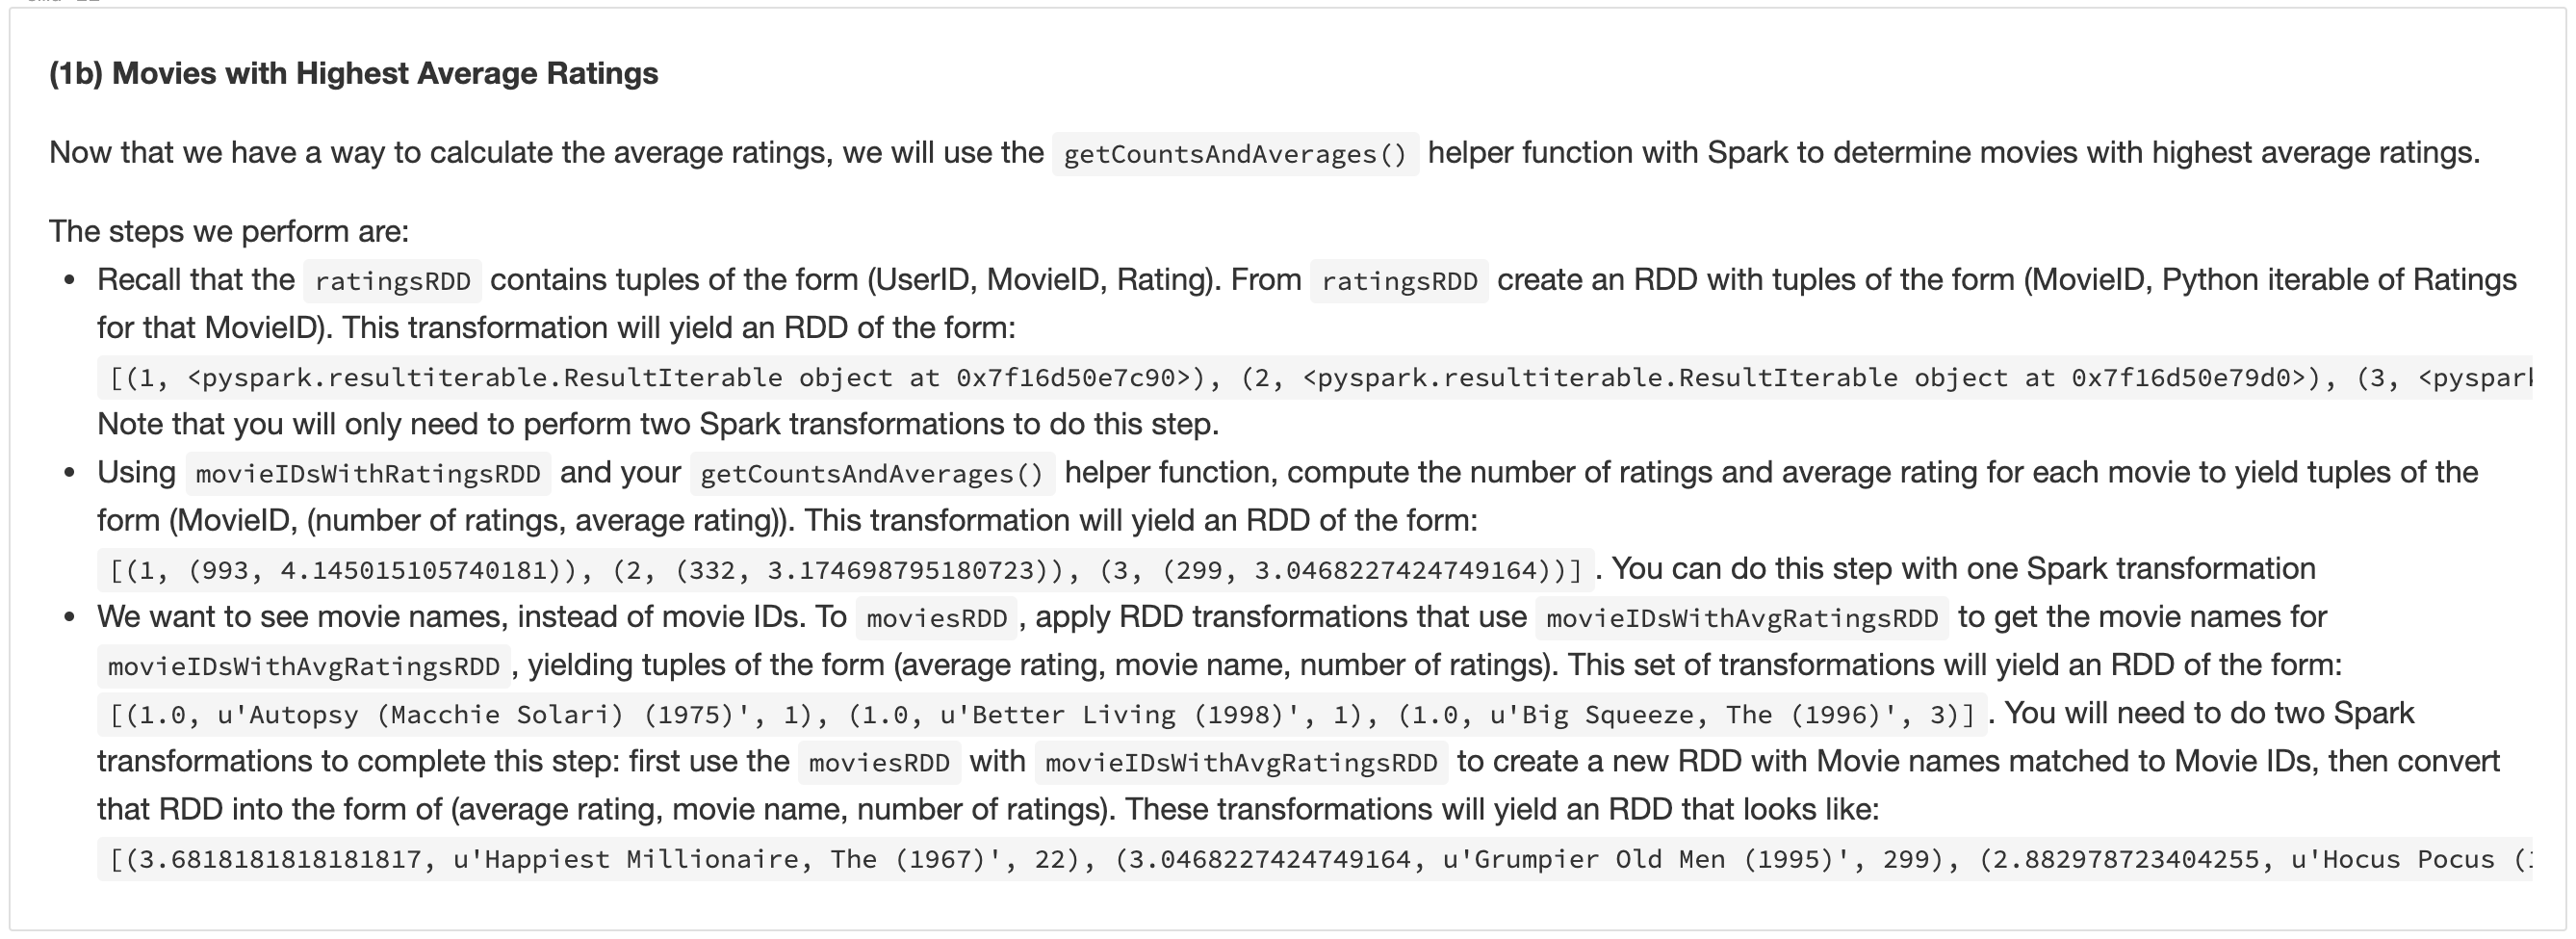 (1b) Movies with Highest Average Ratings
Now that we have a way to calculate the average ratings, we will use the getCountsAndAverages() helper function with Spark to determine movies with highest average ratings.
The steps we perform are:
• Recall that the ratingsRDD contains tuples of the form (UserID, MovieID, Rating). From ratingsRDD create an RDD with tuples of the form (MovieID, Python iterable of Ratings
for that MovieID). This transformation will yield an RDD of the form:
[(1, <pyspark.resultiterable.ResultIterable object at 0x7f16d50e7c90>), (2, <pyspark.resultiterable.ResultIterable object at 0x7f16d50e79d0>), (3, <pyspark
Note that you will only need to perform two Spark transformations to do this step.
• Using movieIDsWithRatingsRDD and your getCountsAndAverages() helper function, compute the number of ratings and average rating for each movie to yield tuples of the
form (MovieID, (number of ratings, average rating)). This transformation will yield an RDD of the form:
[(1, (993, 4.145015105740181)), (2, (332, 3.174698795180723)), (3, (299, 3.0468227424749164))] . You can do this step with one Spark transformation
• We want to see movie names, instead of movie IDs. To moviesRDD , apply RDD transformations that use movieIDsWithAvgRatingsRDD to get the movie names for
movieIDsWithAvgRatingsRDD , yielding tuples of the form (average rating, movie name, number of ratings). This set of transformations will yield an RDD of the form:
[(1.0, u'Autopsy (Macchie Solari) (1975)', 1), (1.0, u'Better Living (1998)', 1), (1.0, u'Big Squeeze, The (1996)', 3)] . You will need to do two Spark
transformations to complete this step: first use the moviesRDD with movieIDsWithAvgRatingsRDD to create a new RDD with Movie names matched to Movie IDs, then convert
that RDD into the form of (average rating, movie name, number of ratings). These transformations will yield an RDD that looks like:
[(3.6818181818181817, u'Happiest Millionaire, The (1967)', 22), (3.0468227424749164, u'Grumpier Old Men (1995)', 299), (2.882978723404255, u'Hocus Pocus (